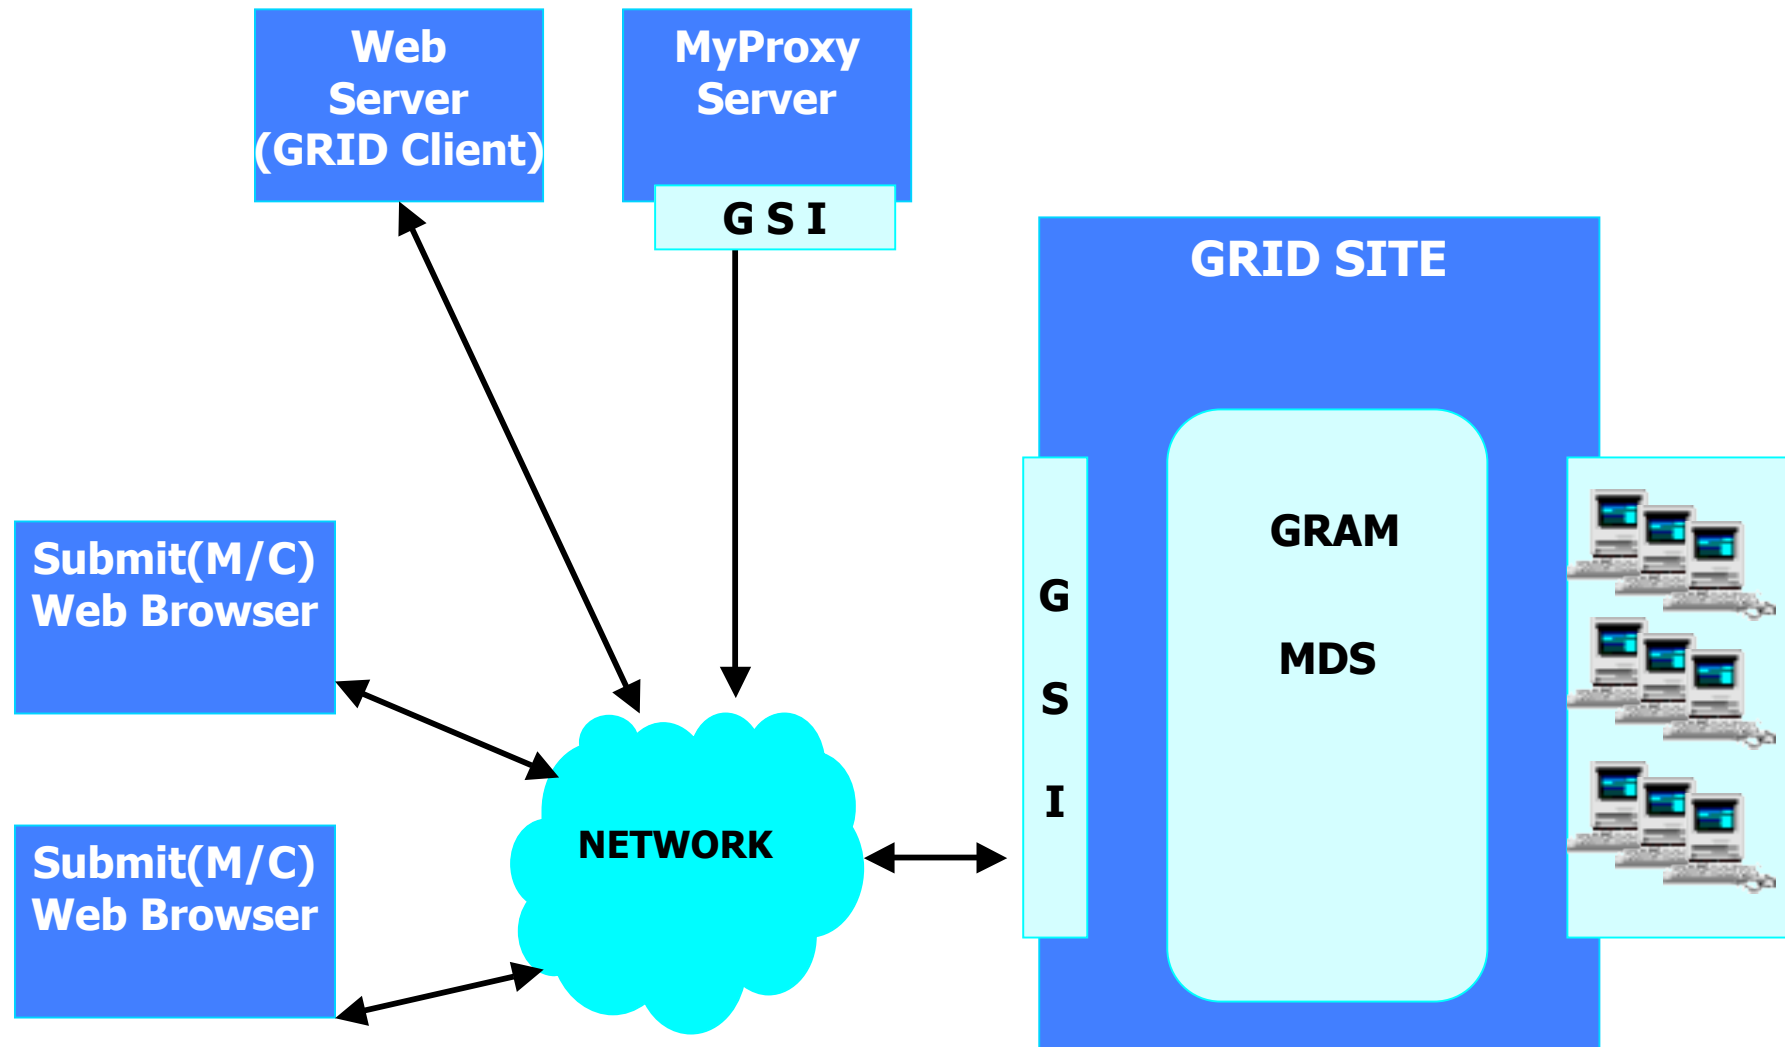 Web
Server
(GRID Client)
MyProxy
Server
G S I
GRID SITE
Submit(M/C)
Web Browser
Submit(M/C)
Web Browser
NETWORK
G
S
I
GRAM
MDS